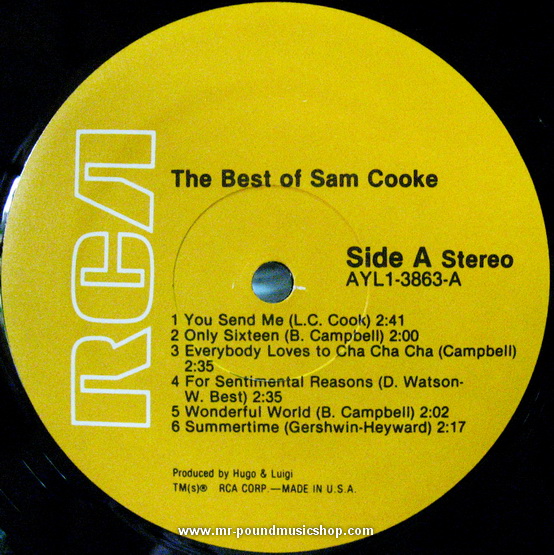 RCA
The Best of Sam Cooke
Side A Stereo
AYL1-3863-A
1 You Send Me (L.C. Cook) 2:41
2 Only Sixteen (B. Campbell) 2:00
3 Everybody Loves to Cha Cha Cha (Campbell)
2:35
4 For Sentimental Reasons (D. Watson-
W. Best) 2:35
5 Wonderful World (B. Campbell) 2:02
6 Summertime (Gershwin-Heyward) 2:17
Produced by Hugo & Luigi
TM(s)® RCA CORP.—MADE IN U.S.A.
www.mr-poundmusicshop.com